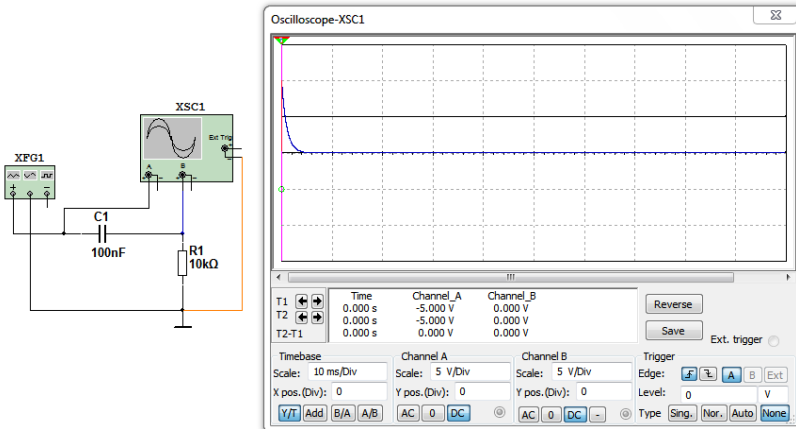 Oscilloscope-XSC1
XSC1
Ext Trig
+
A
B
XFG1
C1
100nF
R1
10kΩ
T1
T2
T2-T1
Time Channel_A Channel_B
0.000 s -5.000 V 0.000 V
0.000 s -5.000 V 0.000 V
0.000 s 0.000 V 0.000 V
Reverse
Save
Ext. trigger
Timebase
Scale: 10 ms/Div
X pos.(Div): 0
Y/T Add B/A A/B
Channel A
Scale: 5 V/Div
Y pos.(Div): 0
AC 0 DC
Channel B
Scale: 5 V/Div
Y pos.(Div): 0
AC 0 DC -
Trigger
Edge: A B Ext
Level: 0 V
Type Sing. Nor. Auto None